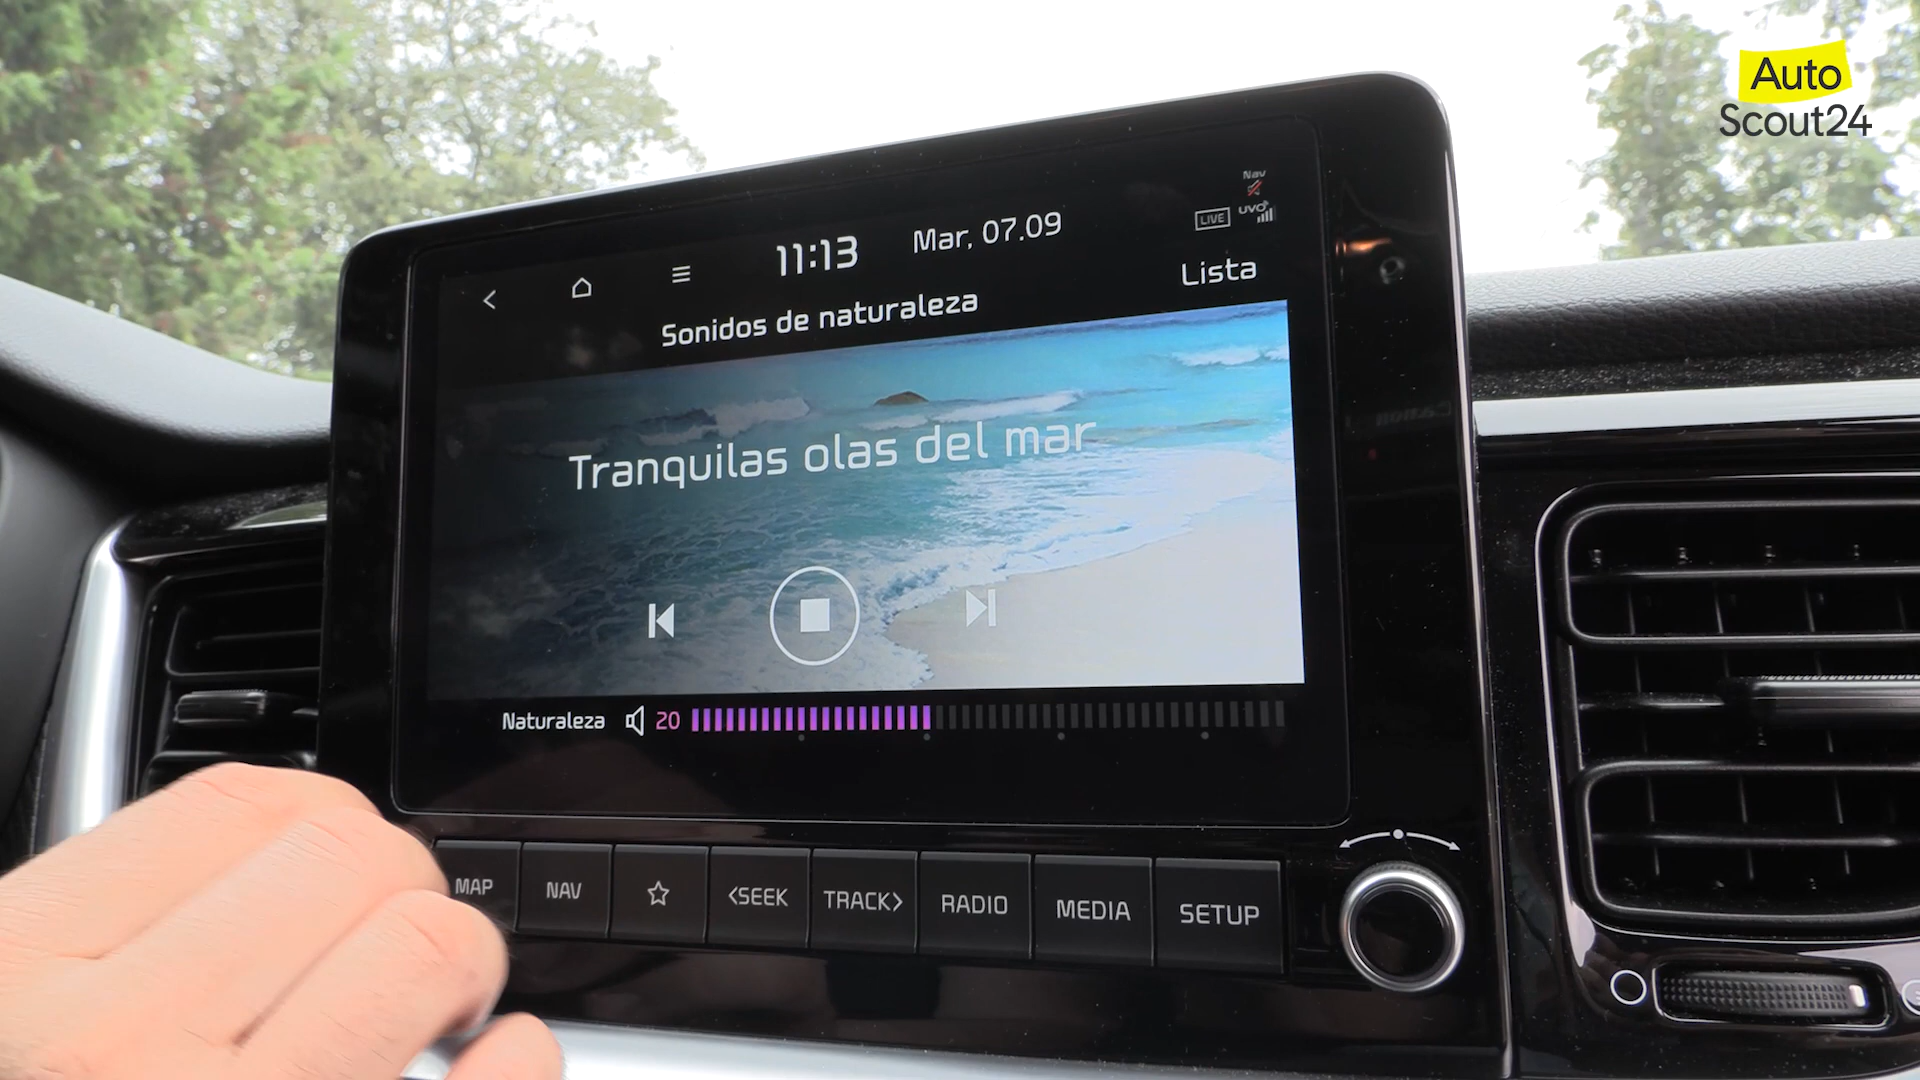 Auto
Scout24
Nav
LIVE UVO
11:13 Mar, 07.09
Lista
Sonidos de naturaleza
Tranquilas olas del mar
Naturaleza 20
MAP NAV <SEEK TRACK> RADIO MEDIA SETUP